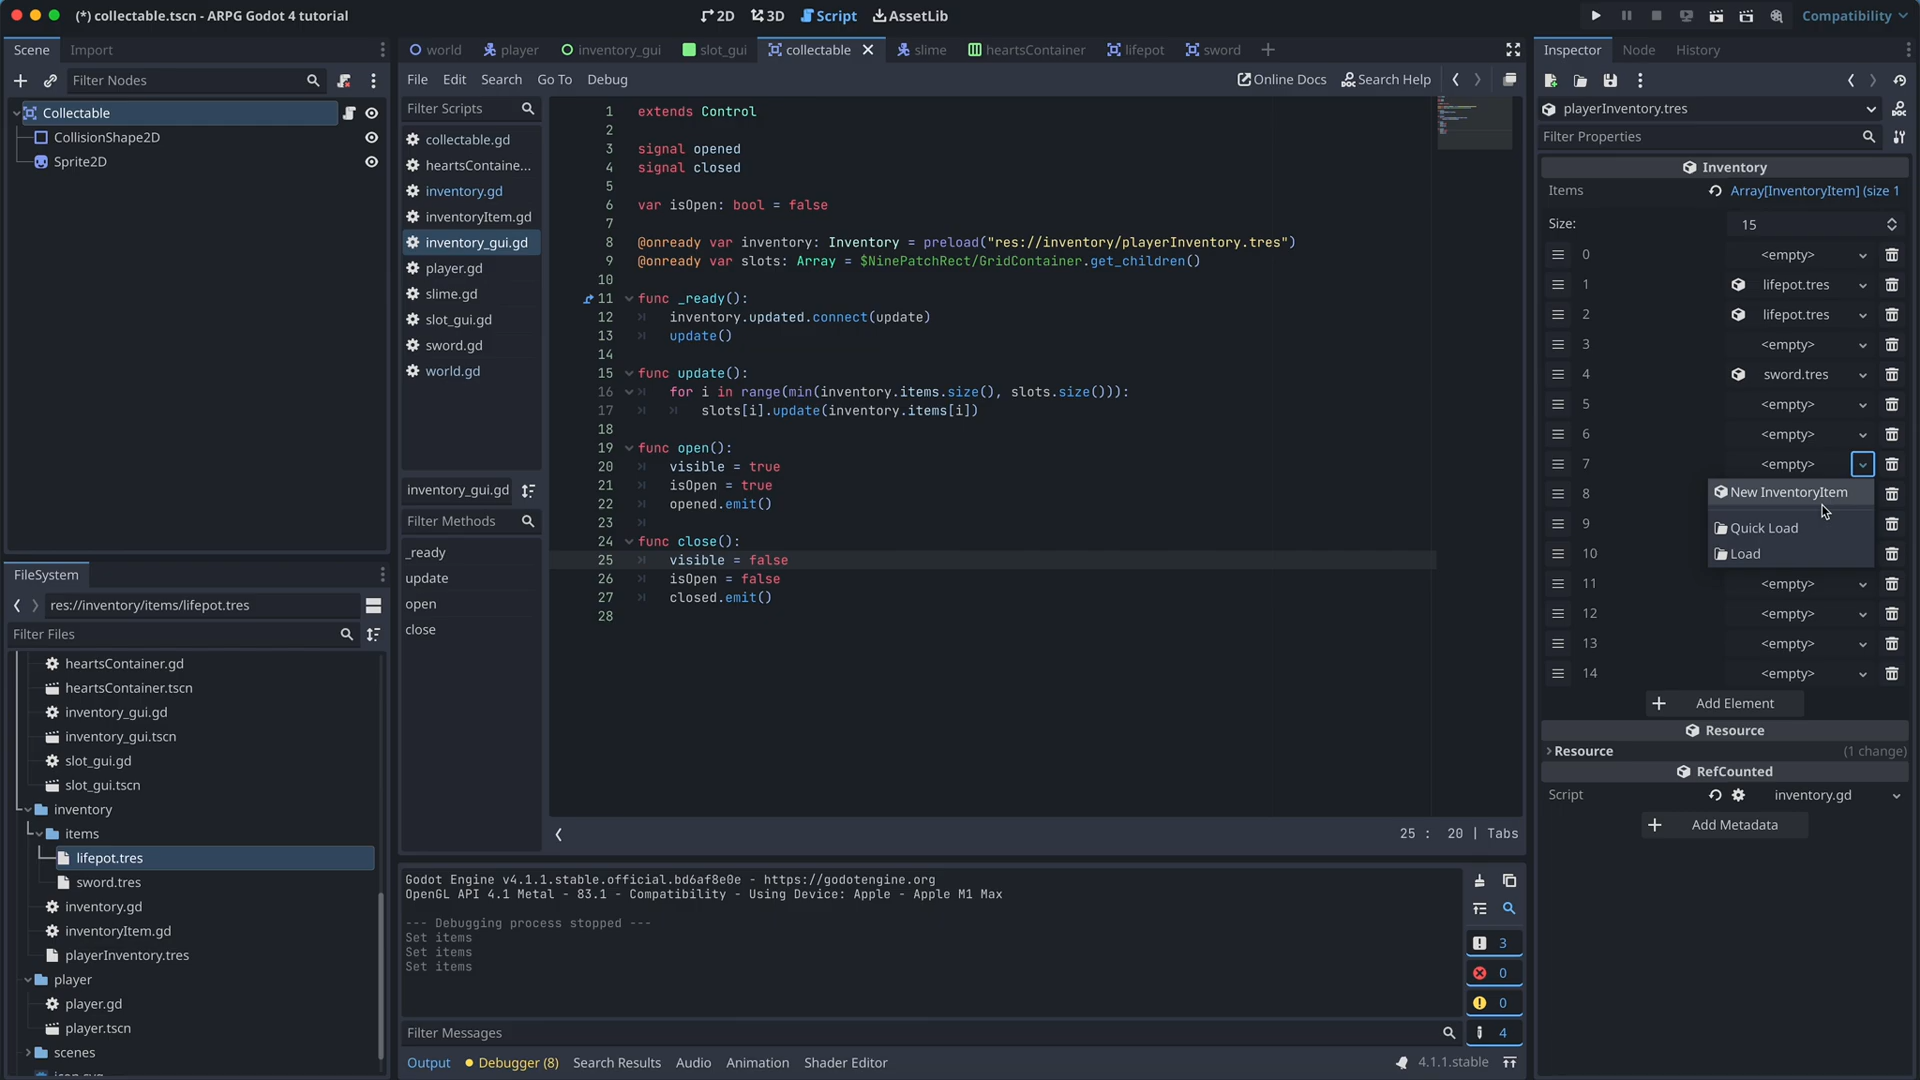 (*) collectable.tscn - ARPG Godot 4 tutorial
2D 3D Script AssetLib
Compatibility
Scene Import
Filter Nodes
Collectable
CollisionShape2D
Sprite2D
world player inventory_gui slot_gui collectable slime heartsContainer lifepot sword
File Edit Search Go To Debug
Online Docs Search Help
Filter Scripts
collectable.gd
heartsContaine...
inventory.gd
inventoryItem.gd
inventory_gui.gd
player.gd
slime.gd
slot_gui.gd
sword.gd
world.gd
inventory_gui.gd
Filter Methods
_ready
update
open
close
1 extends Control
2
3 signal opened
4 signal closed
5
6 var isOpen: bool = false
7
8 @onready var inventory: Inventory = preload("res://inventory/playerInventory.tres")
9 @onready var slots: Array = $NinePatchRect/GridContainer.get_children()
10
11 func _ready():
12 inventory.updated.connect(update)
13 update()
14
15 func update():
16 for i in range(min(inventory.items.size(), slots.size())):
17 slots[i].update(inventory.items[i])
18
19 func open():
20 visible = true
21 isOpen = true
22 opened.emit()
23
24 func close():
25 visible = false
26 isOpen = false
27 closed.emit()
28
25 : 20 | Tabs
FileSystem
res://inventory/items/lifepot.tres
Filter Files
heartsContainer.gd
heartsContainer.tscn
inventory_gui.gd
inventory_gui.tscn
slot_gui.gd
slot_gui.tscn
inventory
items
lifepot.tres
sword.tres
inventory.gd
inventoryItem.gd
playerInventory.tres
player
player.gd
player.tscn
scenes
Godot Engine v4.1.1.stable.official.bd6af8e0e - https://godotengine.org
OpenGL API 4.1 Metal - 83.1 - Compatibility - Using Device: Apple - Apple M1 Max
--- Debugging process stopped ---
Set items
Set items
Set items
3
0
0
4
Filter Messages
Output Debugger (8) Search Results Audio Animation Shader Editor
4.1.1.stable
Inspector Node History
playerInventory.tres
Filter Properties
Inventory
Items Array[InventoryItem] (size 1
Size: 15
0 <empty>
1 lifepot.tres
2 lifepot.tres
3 <empty>
4 sword.tres
5 <empty>
6 <empty>
7 <empty>
8 New InventoryItem
9 Quick Load
10 Load
11 <empty>
12 <empty>
13 <empty>
14 <empty>
Add Element
Resource
Resource (1 change)
RefCounted
Script inventory.gd
Add Metadata